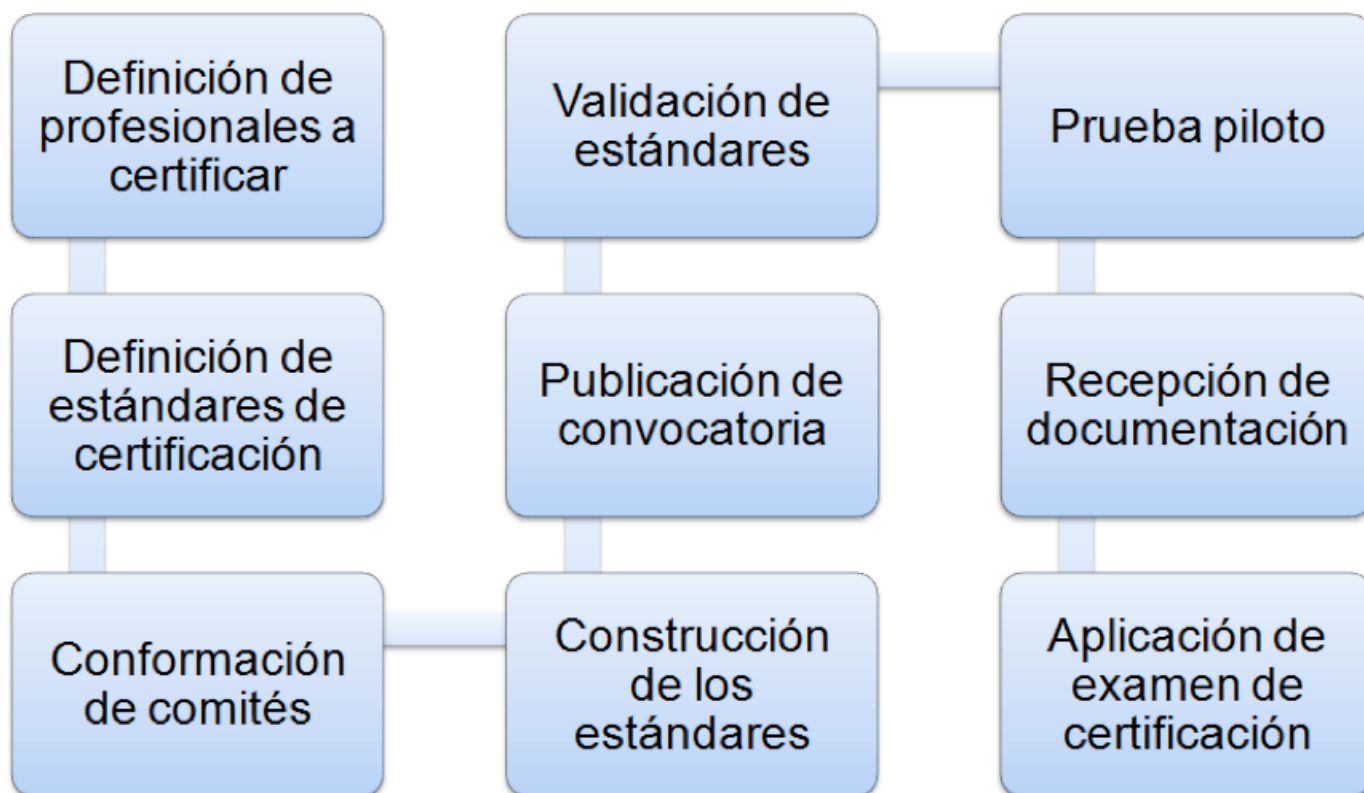 Definición de
profesionales a
certificar
Definición de
estándares de
certificación
Conformación
de comités
Construcción
de los
estándares
Publicación de
convocatoria
Validación de
estándares
Prueba piloto
Recepción de
documentación
Aplicación de
examen de
certificación